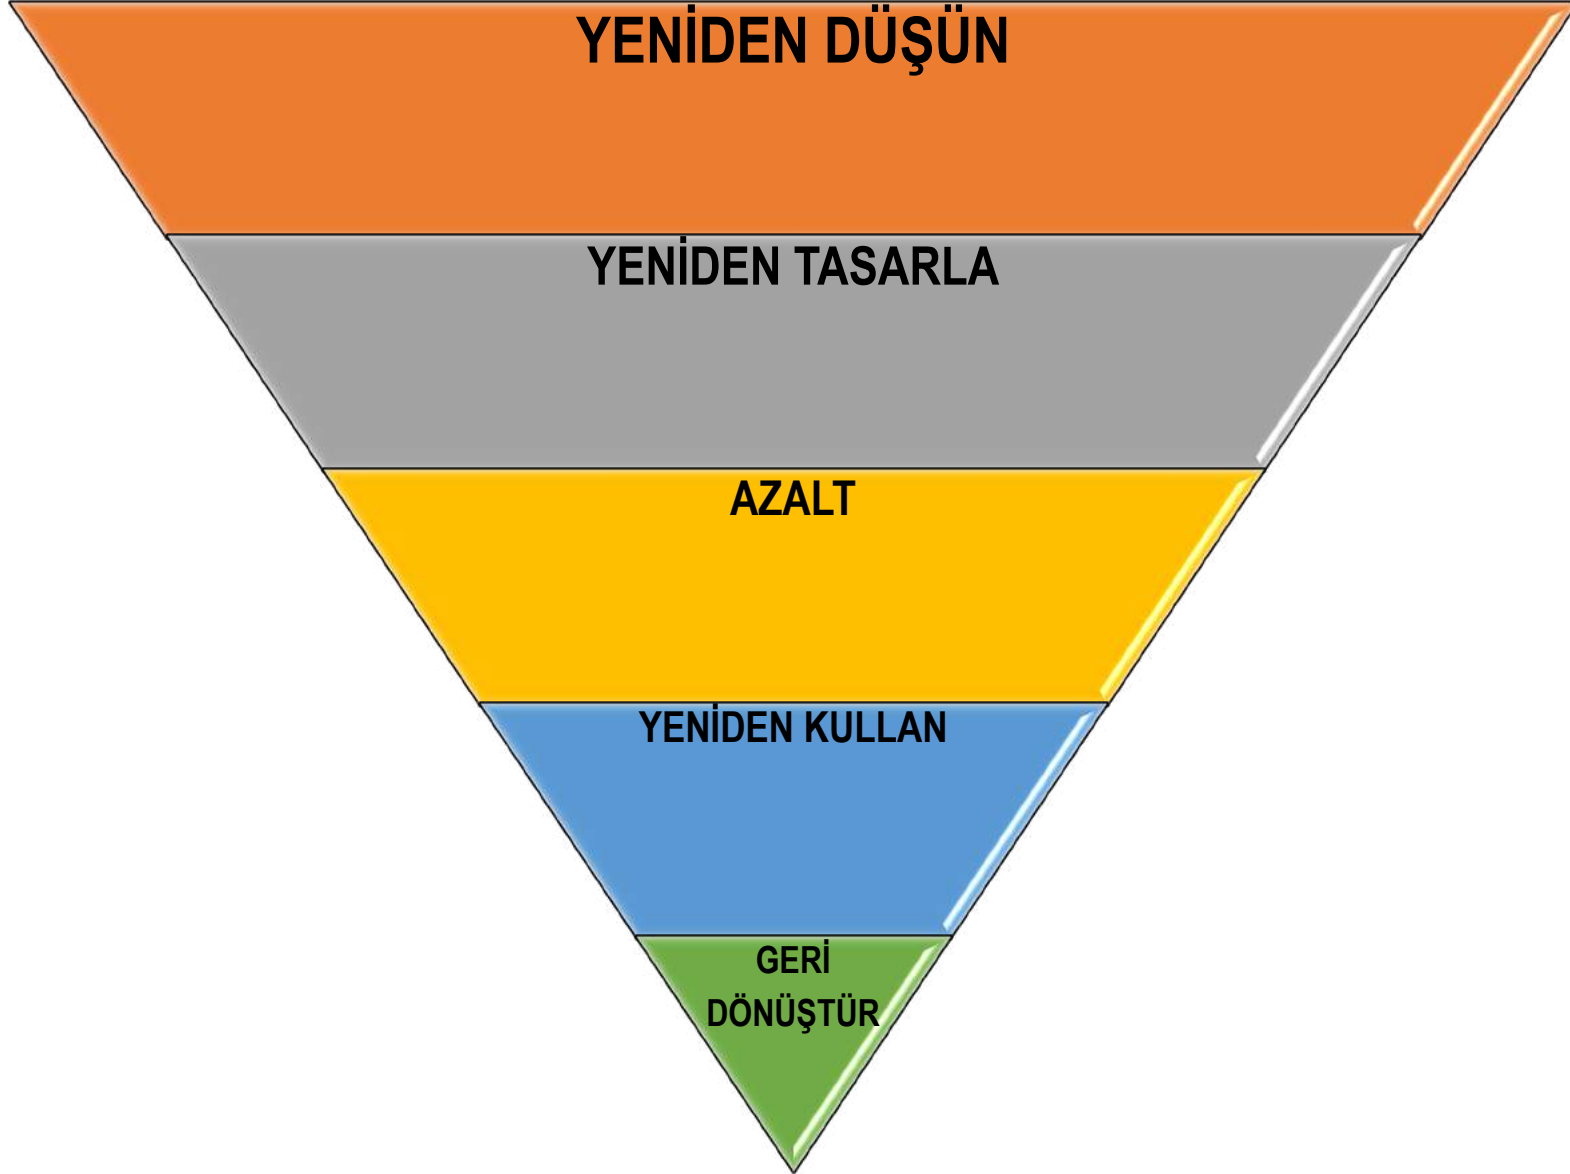 YENİDEN DÜŞÜN
YENİDEN TASARLA
AZALT
YENİDEN KULLAN
GERİ
DÖNÜŞTÜR